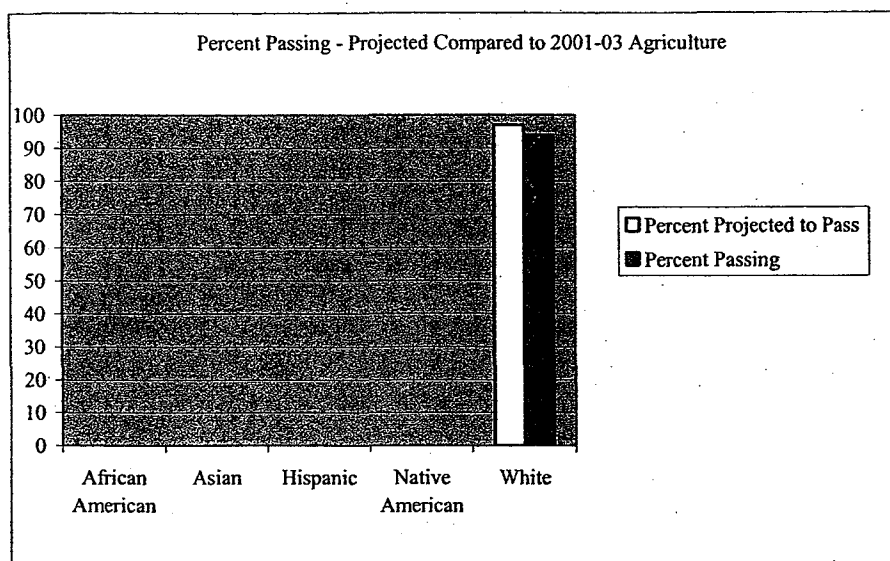 Percent Passing - Projected Compared to 2001-03 Agriculture
100
90
80
70
60
50
40
30
20
10
0
African American
Asian
Hispanic
Native American
White
Percent Projected to Pass
Percent Passing